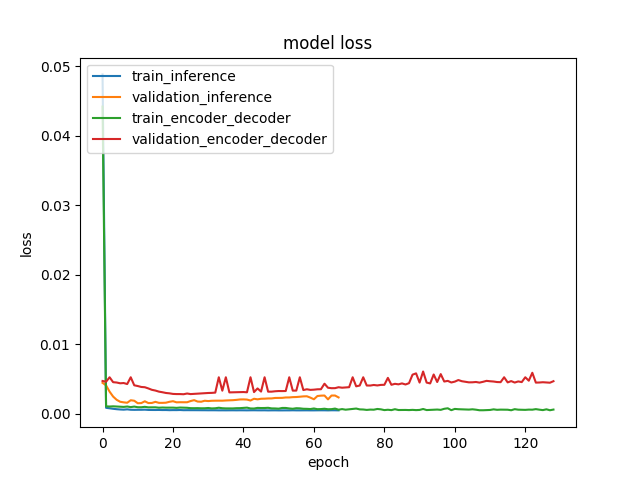 model loss
train_inference
validation_inference
train_encoder_decoder
validation_encoder_decoder
0.05
0.04
0.03
0.02
0.01
0.00
loss
0 20 40 60 80 100 120
epoch